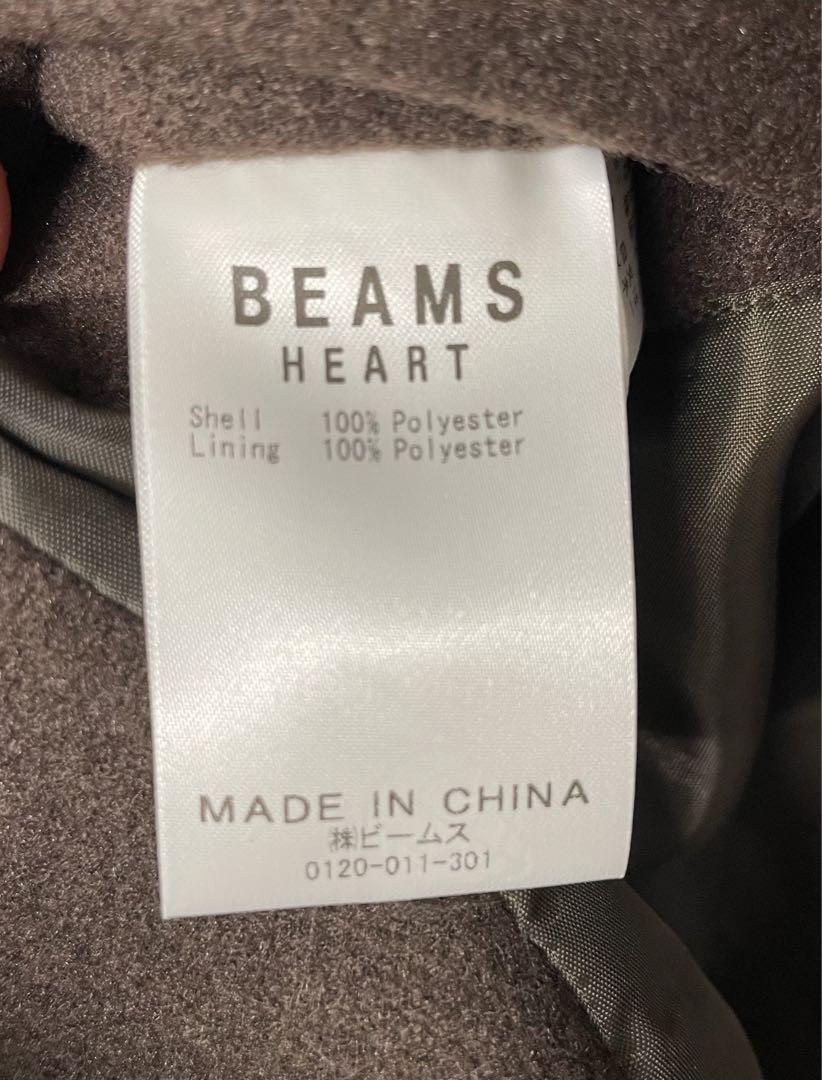 BEAMS
HEART
Shell 100% Polyester
Lining 100% Polyester
MADE IN CHINA
㈱ビームス
0120-011-301